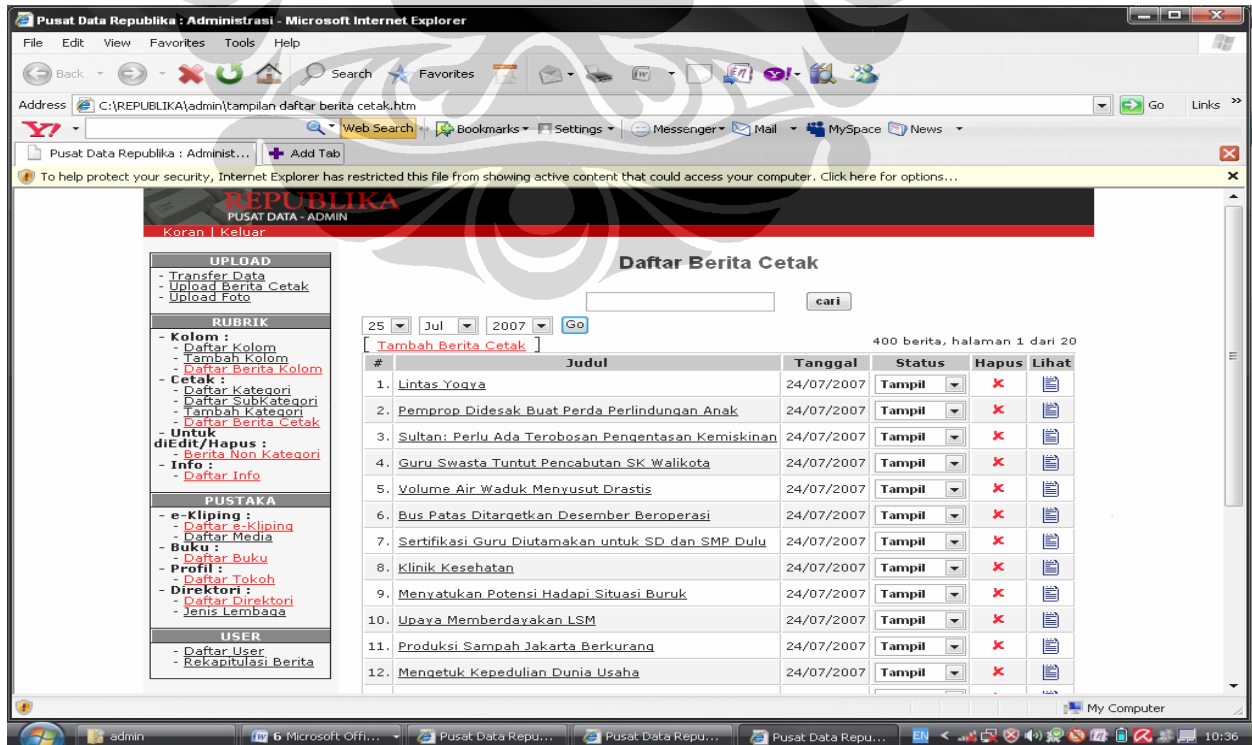 Pusat Data Republika : Administrasi - Microsoft Internet Explorer
File Edit View Favorites Tools Help
Back Search Favorites
Address C:\REPUBLIKA\admin\tampilan daftar berita cetak.htm Go Links »
Y! Web Search Bookmarks Settings Messenger Mail MySpace News
Pusat Data Republika : Administ... Add Tab
To help protect your security, Internet Explorer has restricted this file from showing active content that could access your computer. Click here for options...
REPUBLIKA
PUSAT DATA - ADMIN
Koran | Keluar
UPLOAD
- Transfer Data
- Upload Berita Cetak
- Upload Foto
RUBRIK
- Kolom :
- Daftar Kolom
- Tambah Kolom
- Daftar Berita Kolom
- Cetak :
- Daftar Kategori
- Daftar SubKategori
- Tambah Kategori
- Daftar Berita Cetak
- Untuk
diEdit/Hapus :
- Berita Non Kategori
- Info :
- Daftar Info
PUSTAKA
- e-Kliping :
- Daftar e-Kliping
- Daftar Media
- Buku :
- Daftar Buku
- Profil :
- Daftar Tokoh
- Direktori :
- Daftar Direktori
- Jenis Lembaga
USER
- Daftar User
- Rekapitulasi Berita
Daftar Berita Cetak
cari
25 Jul 2007 Go
[ Tambah Berita Cetak ] 400 berita, halaman 1 dari 20
# Judul Tanggal Status Hapus Lihat
1. Lintas Yogya 24/07/2007 Tampil
2. Pemprop Didesak Buat Perda Perlindungan Anak 24/07/2007 Tampil
3. Sultan: Perlu Ada Terobosan Pengentasan Kemiskinan 24/07/2007 Tampil
4. Guru Swasta Tuntut Pencabutan SK Walikota 24/07/2007 Tampil
5. Volume Air Waduk Menyusut Drastis 24/07/2007 Tampil
6. Bus Patas Ditargetkan Desember Beroperasi 24/07/2007 Tampil
7. Sertifikasi Guru Diutamakan untuk SD dan SMP Dulu 24/07/2007 Tampil
8. Klinik Kesehatan 24/07/2007 Tampil
9. Menyatukan Potensi Hadapi Situasi Buruk 24/07/2007 Tampil
10. Upaya Memberdayakan LSM 24/07/2007 Tampil
11. Produksi Sampah Jakarta Berkurang 24/07/2007 Tampil
12. Mengetuk Kepedulian Dunia Usaha 24/07/2007 Tampil
My Computer
admin 6 Microsoft Offi... Pusat Data Repu... Pusat Data Repu... Pusat Data Repu... EN < 10:36